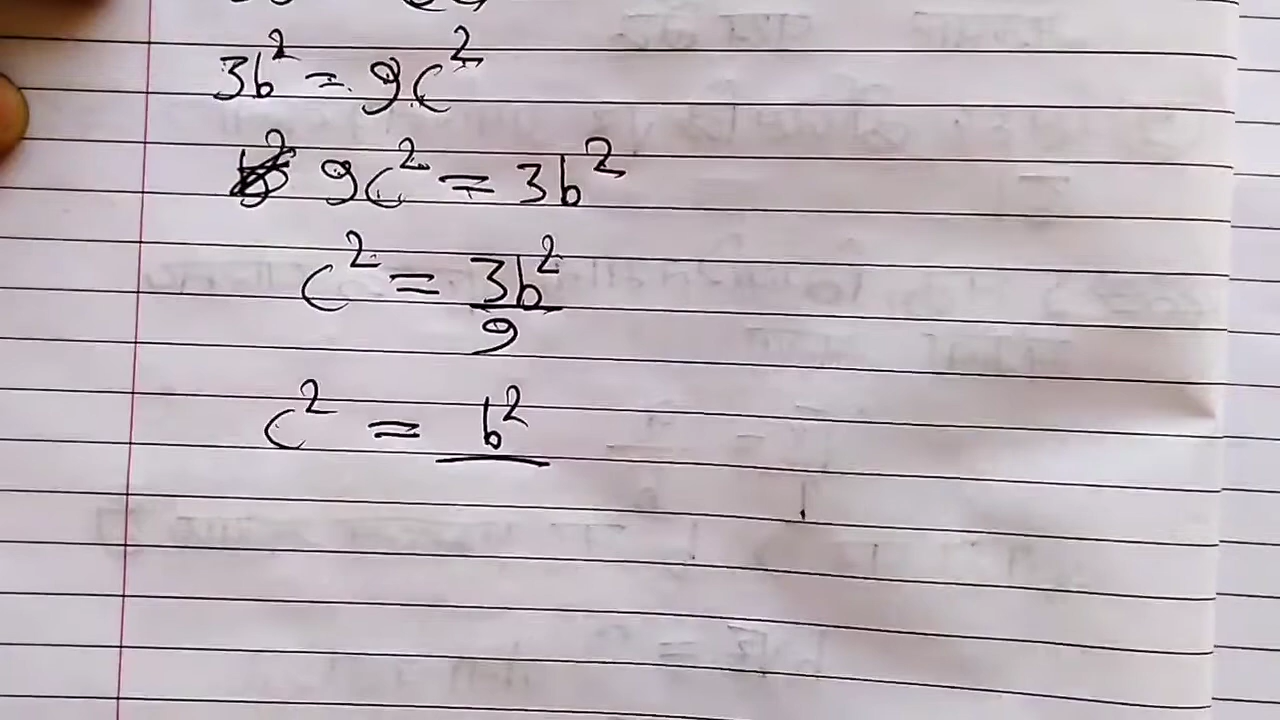 3b² = 9c²
9c² = 3b²
c² = 3b²/9
c² = b²/